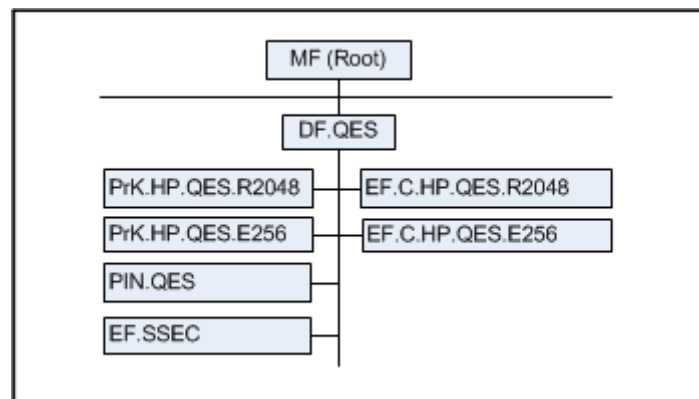 MF (Root)
DF.QES
PrK.HP.QES.R2048
EF.C.HP.QES.R2048
PrK.HP.QES.E256
EF.C.HP.QES.E256
PIN.QES
EF.SSEC